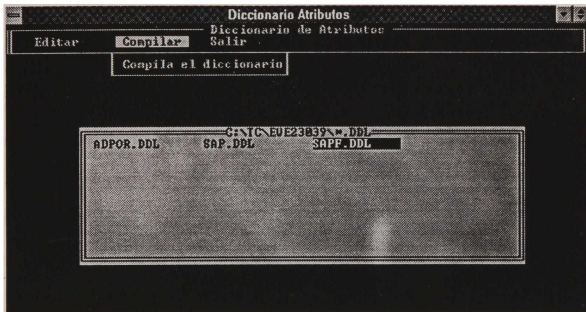 Diccionario Atributos
Diccionario de Atributos
Editar Compilar Salir
Compila el diccionario
C:\TC\EVE23039\*.DDL
ADPOR.DDL SAP.DDL SAPF.DDL